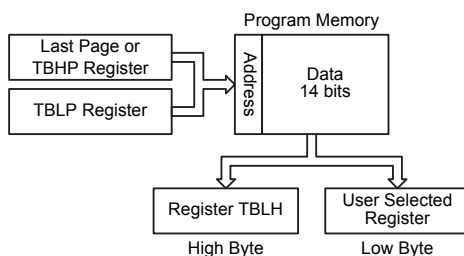 Program Memory
Last Page or
TBHP Register
TBLP Register
Address
Data
14 bits
Register TBLH
User Selected
Register
High Byte
Low Byte